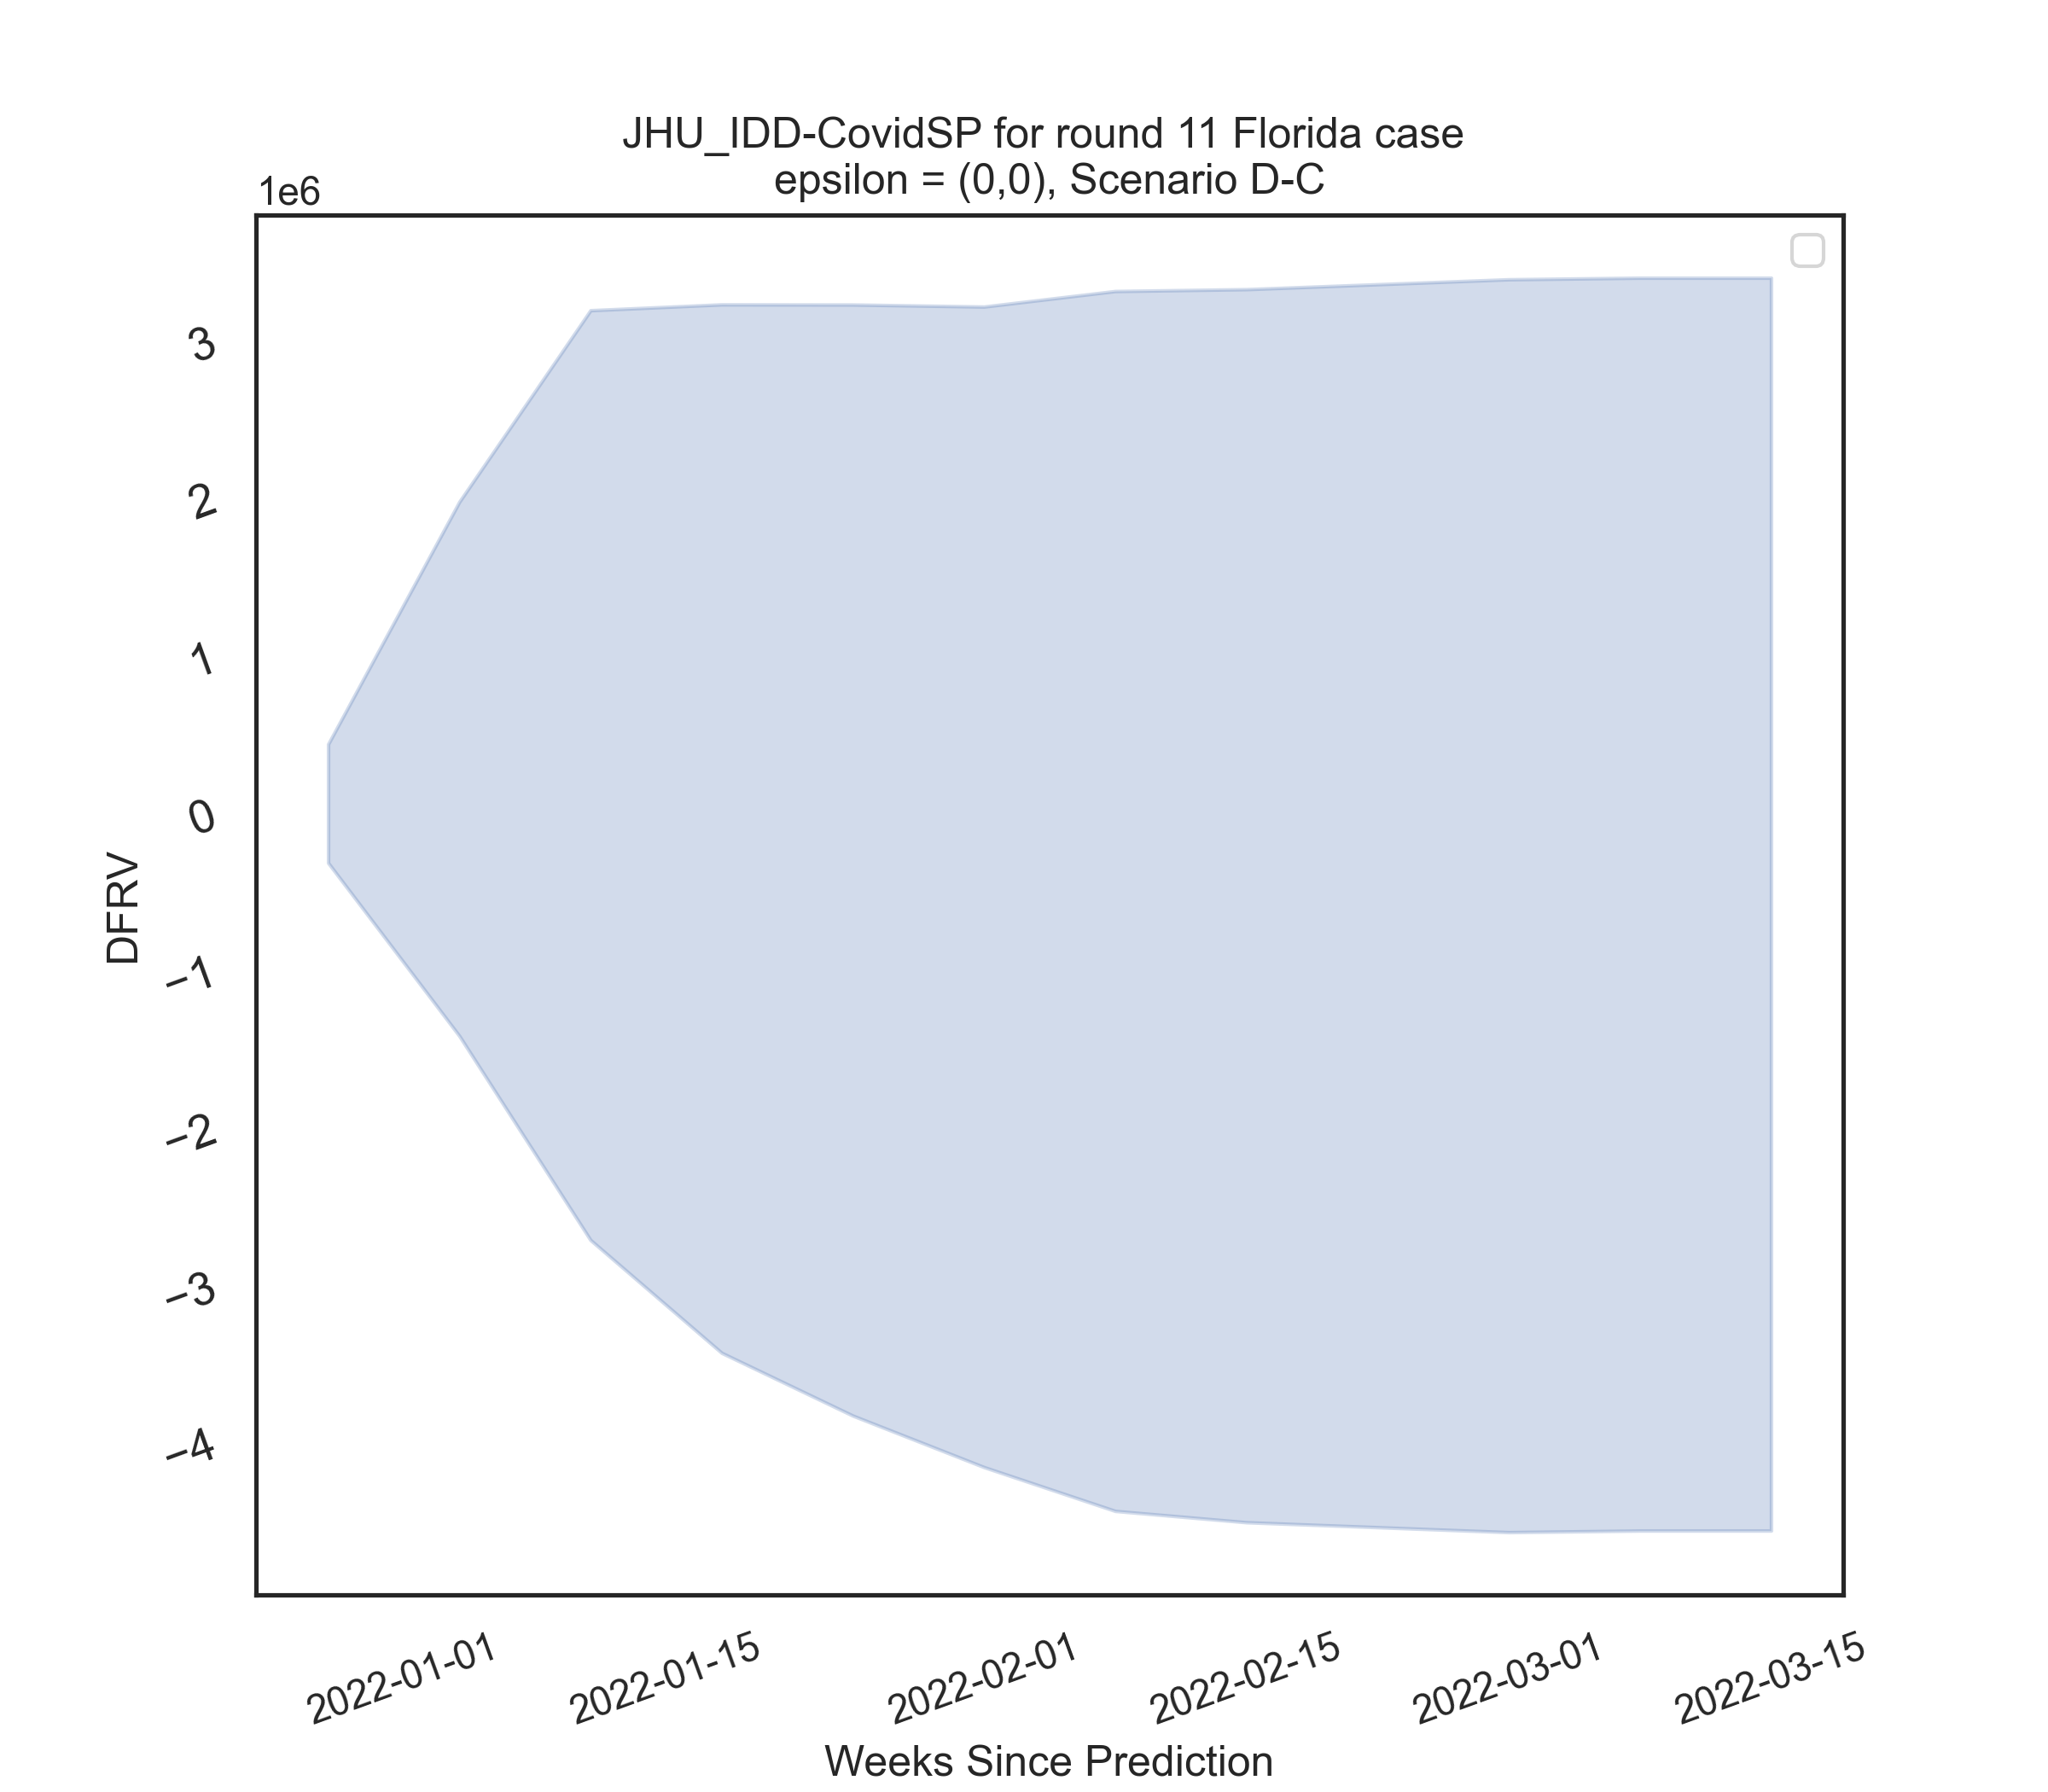 JHU_IDD-CovidSP for round 11 Florida case
epsilon = (0,0), Scenario D-C
1e6
3
2
1
0
−1
−2
−3
−4
DFRV
2022-01-01
2022-01-15
2022-02-01
2022-02-15
2022-03-01
2022-03-15
Weeks Since Prediction